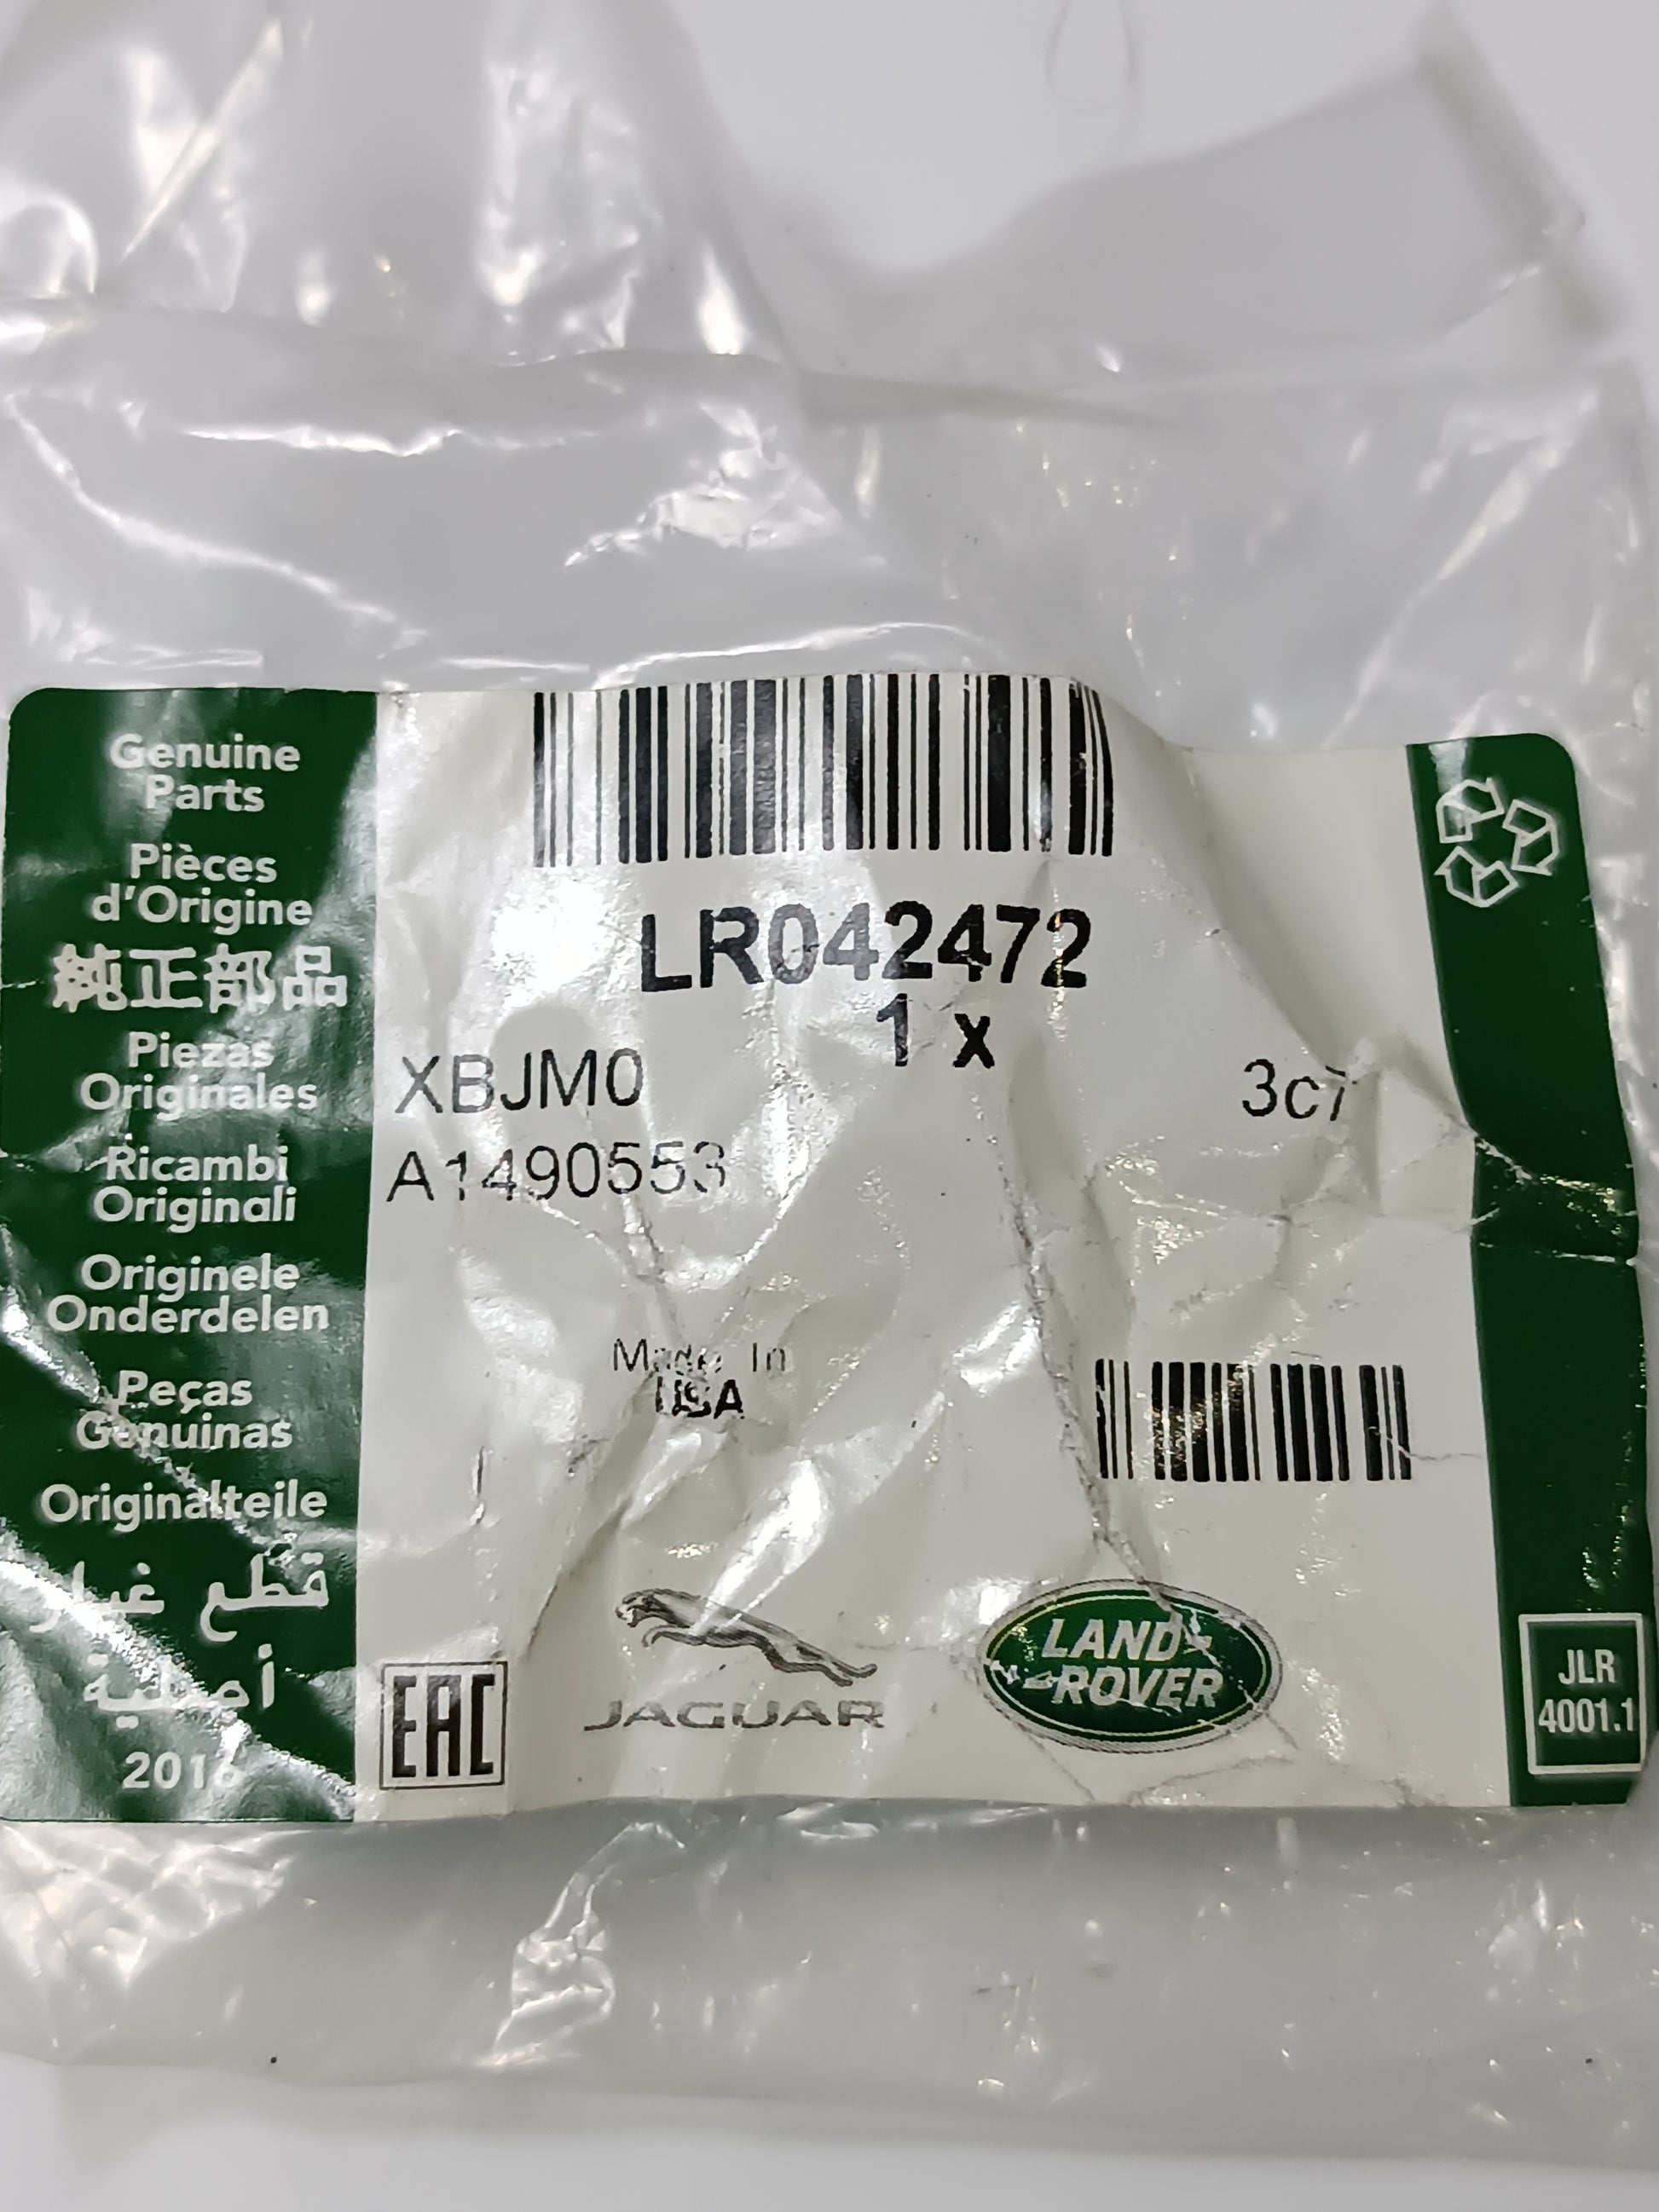 Genuine
Parts
Pièces
d'Origine
純正部品
Piezas
Originales
Ricambi
Originali
Originele
Onderdelen
Peças
Genuinas
Originalteile
قطع غيار
أصلية
2016
LR042472
1 x
XBJM0
3c7
A1490553
Made In
USA
EAC
JAGUAR
LAND-
ROVER
JLR
4001.1